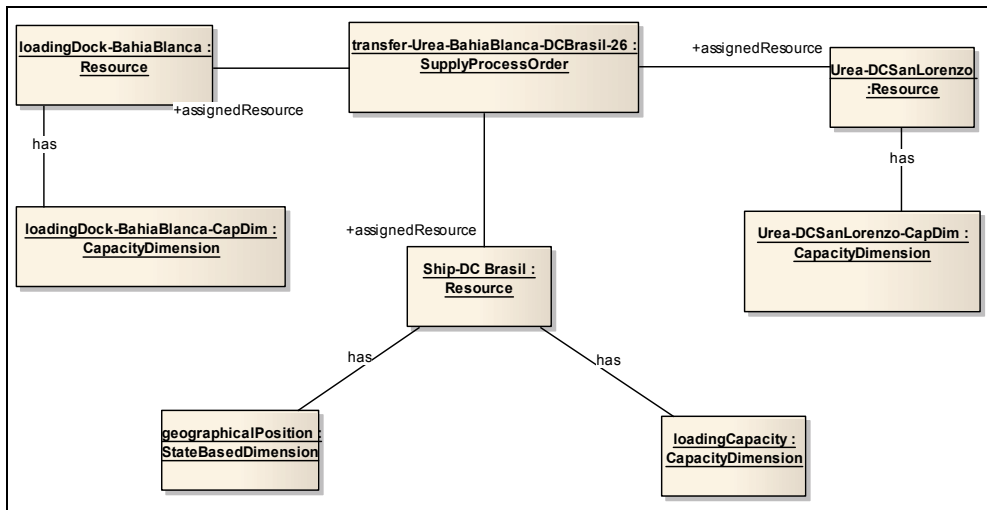 loadingDock-BahiaBlanca :
Resource
transfer-Urea-BahiaBlanca-DCBrasil-26 :
SupplyProcessOrder
+assignedResource
Urea-DCSanLorenzo
:Resource
+assignedResource
has
has
loadingDock-BahiaBlanca-CapDim :
CapacityDimension
Urea-DCSanLorenzo-CapDim :
CapacityDimension
+assignedResource
Ship-DC Brasil :
Resource
has
has
geographicalPosition :
StateBasedDimension
loadingCapacity :
CapacityDimension